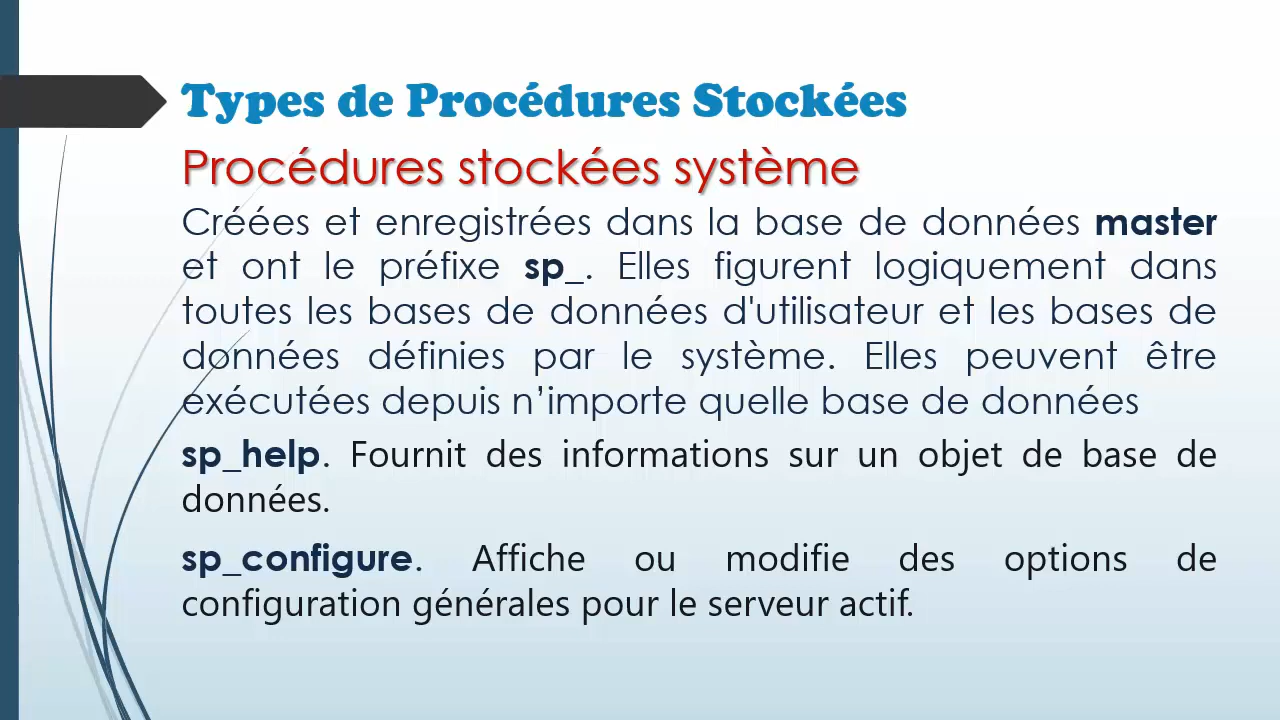 Types de Procédures Stockées
Procédures stockées système
Créées et enregistrées dans la base de données master
et ont le préfixe sp_. Elles figurent logiquement dans
toutes les bases de données d'utilisateur et les bases de
données définies par le système. Elles peuvent être
exécutées depuis n’importe quelle base de données
sp_help. Fournit des informations sur un objet de base de
données.
sp_configure. Affiche ou modifie des options de
configuration générales pour le serveur actif.